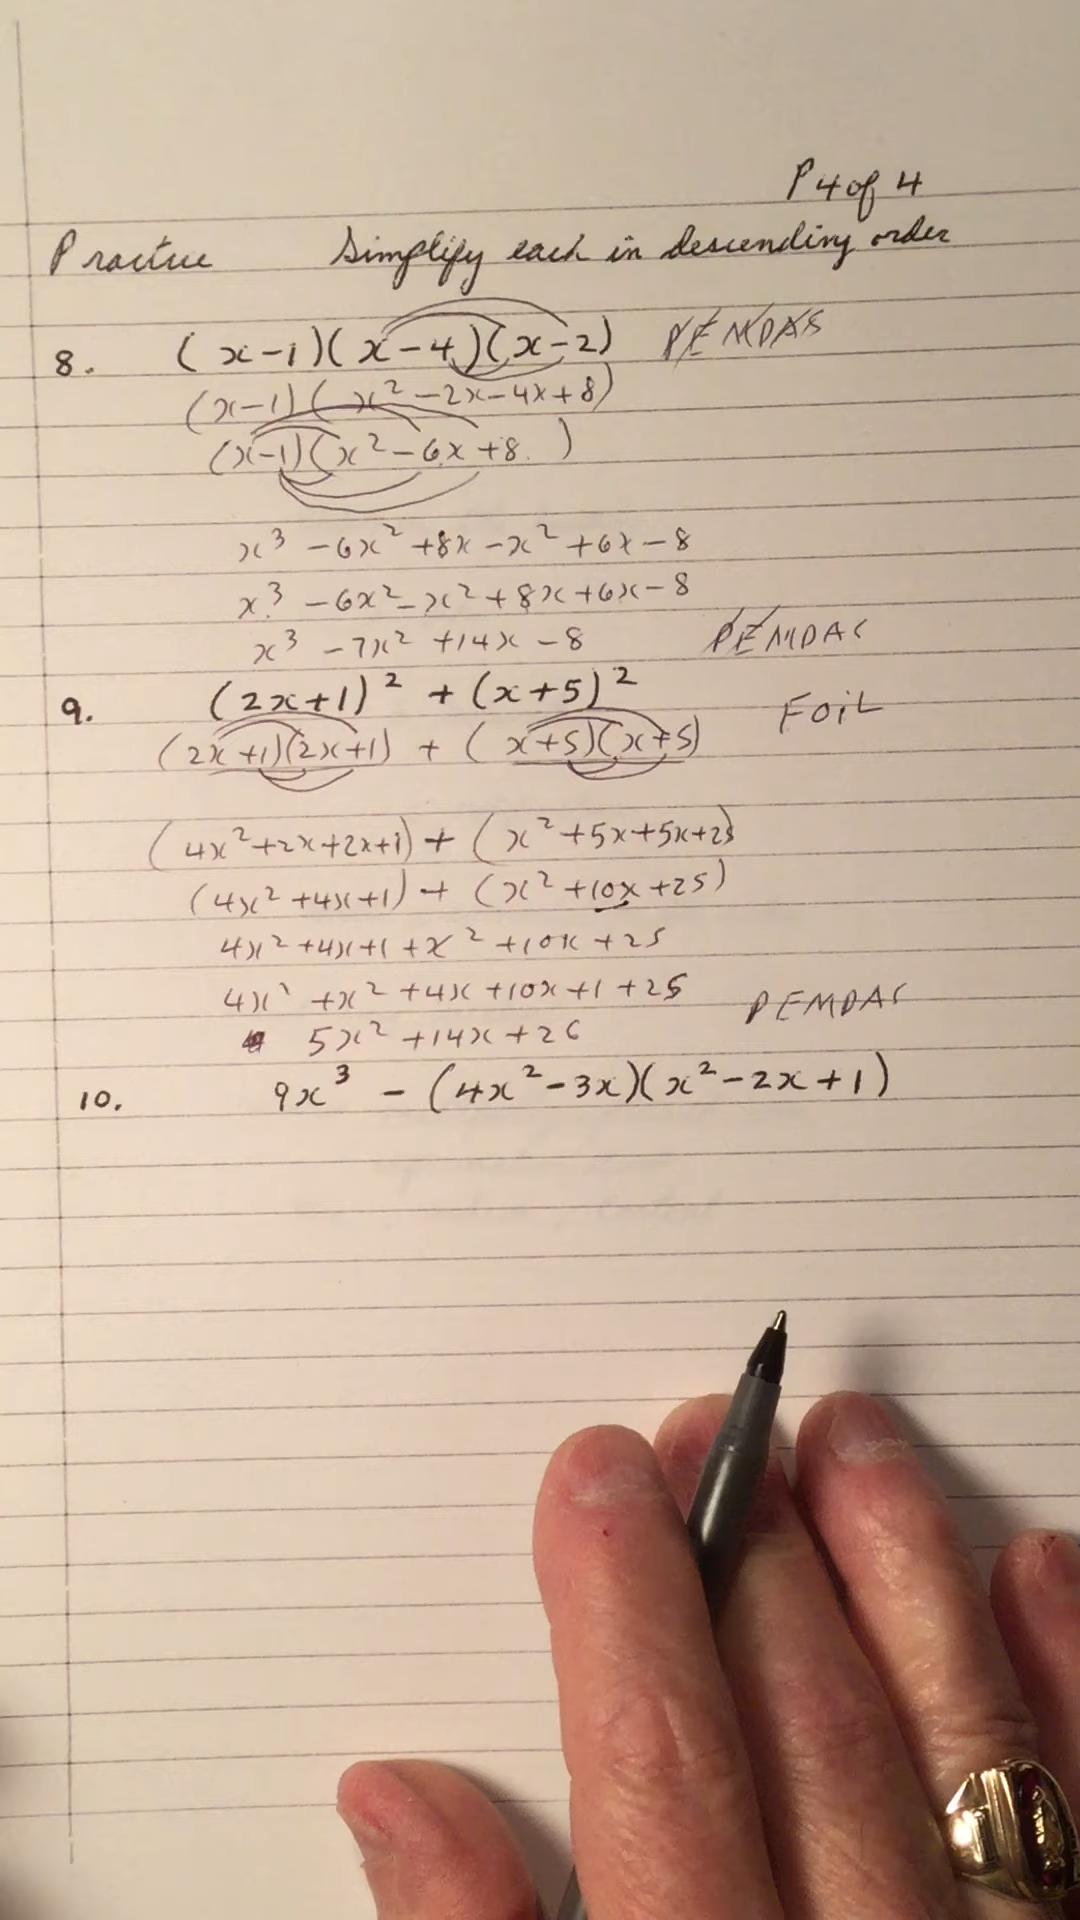 P 4 of 4
Practice Simplify each in descending order
8. (x-1)(x-4)(x-2) PEMDAS
(x-1)(x²-2x-4x+8)
(x-1)(x²-6x+8)
x³-6x²+8x-x²+6x-8
x³-6x²-x²+8x+6x-8
x³-7x²+14x-8 PEMDAS
9. (2x+1)²+(x+5)² FOIL
(2x+1)(2x+1)+(x+5)(x+5)
(4x²+2x+2x+1)+(x²+5x+5x+25
(4x²+4x+1)+(x²+10x+25)
4x²+4x+1+x²+10x+25
4x²+x²+4x+10x+1+25 PEMDAS
5x²+14x+26
10. 9x³-(4x²-3x)(x²-2x+1)